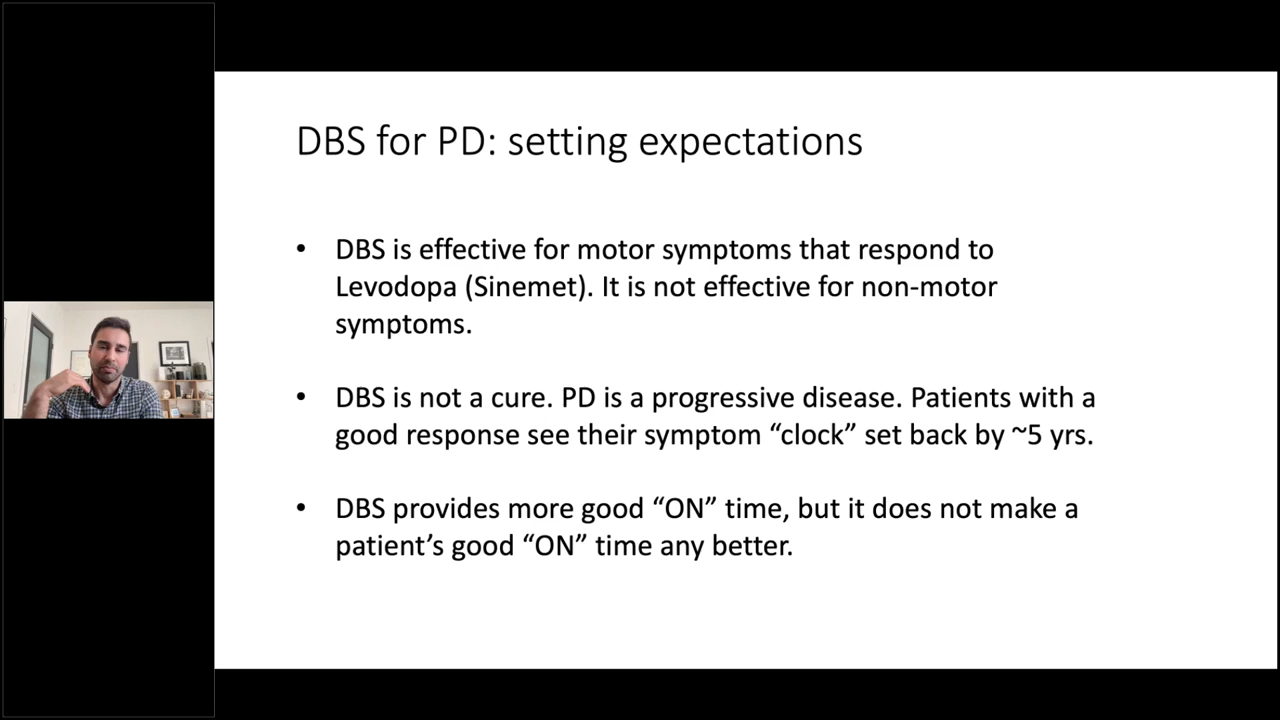 DBS for PD: setting expectations
• DBS is effective for motor symptoms that respond to
Levodopa (Sinemet). It is not effective for non-motor
symptoms.
• DBS is not a cure. PD is a progressive disease. Patients with a
good response see their symptom “clock” set back by ~5 yrs.
• DBS provides more good “ON” time, but it does not make a
patient’s good “ON” time any better.